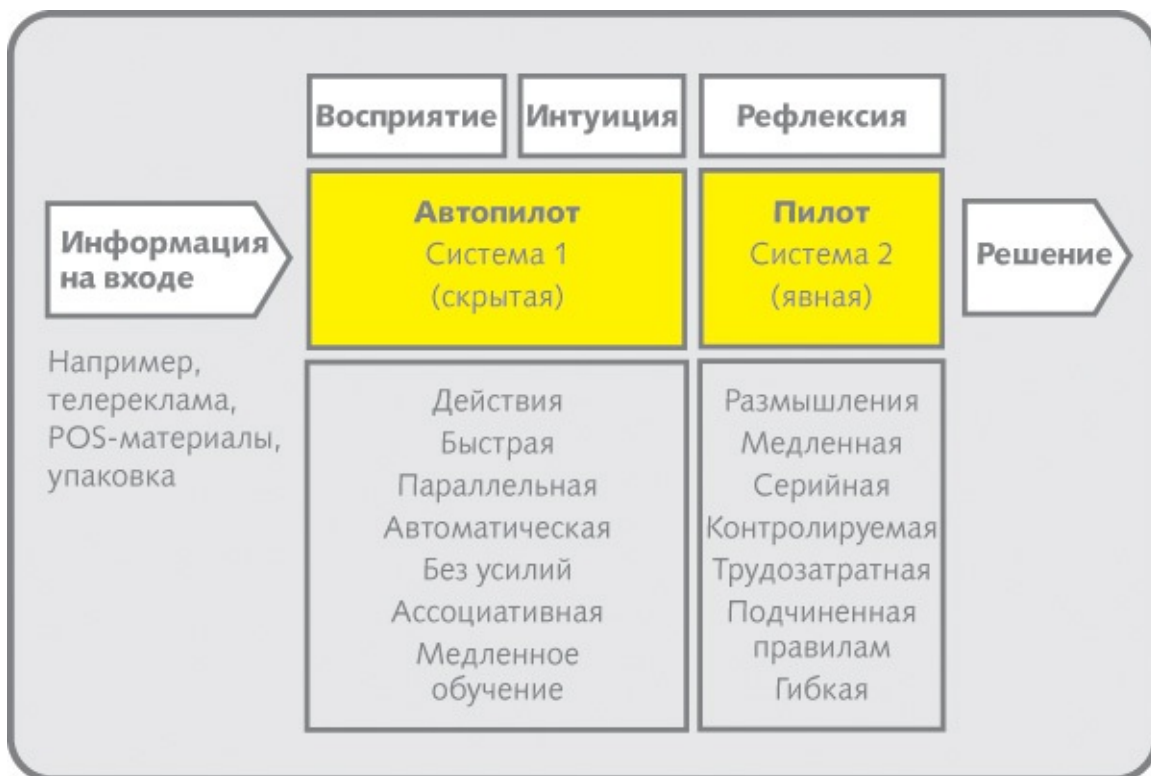 Восприятие
Интуиция
Рефлексия
Информация
на входе
Например,
телереклама,
POS-материалы,
упаковка
Автопилот
Система 1
(скрытая)
Действия
Быстрая
Параллельная
Автоматическая
Без усилий
Ассоциативная
Медленное
обучение
Пилот
Система 2
(явная)
Размышления
Медленная
Серийная
Контролируемая
Трудозатратная
Подчиненная
правилам
Гибкая
Решение